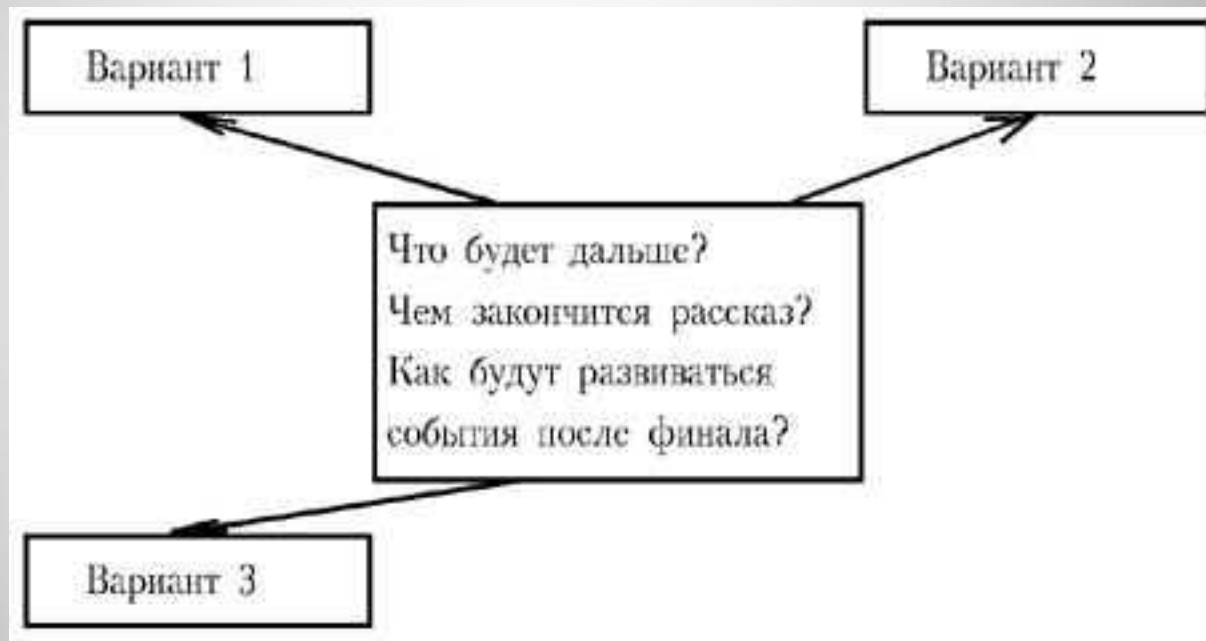 Вариант 1
Вариант 2
Что будет дальше?
Чем закончится рассказ?
Как будут развиваться
события после финала?
Вариант 3